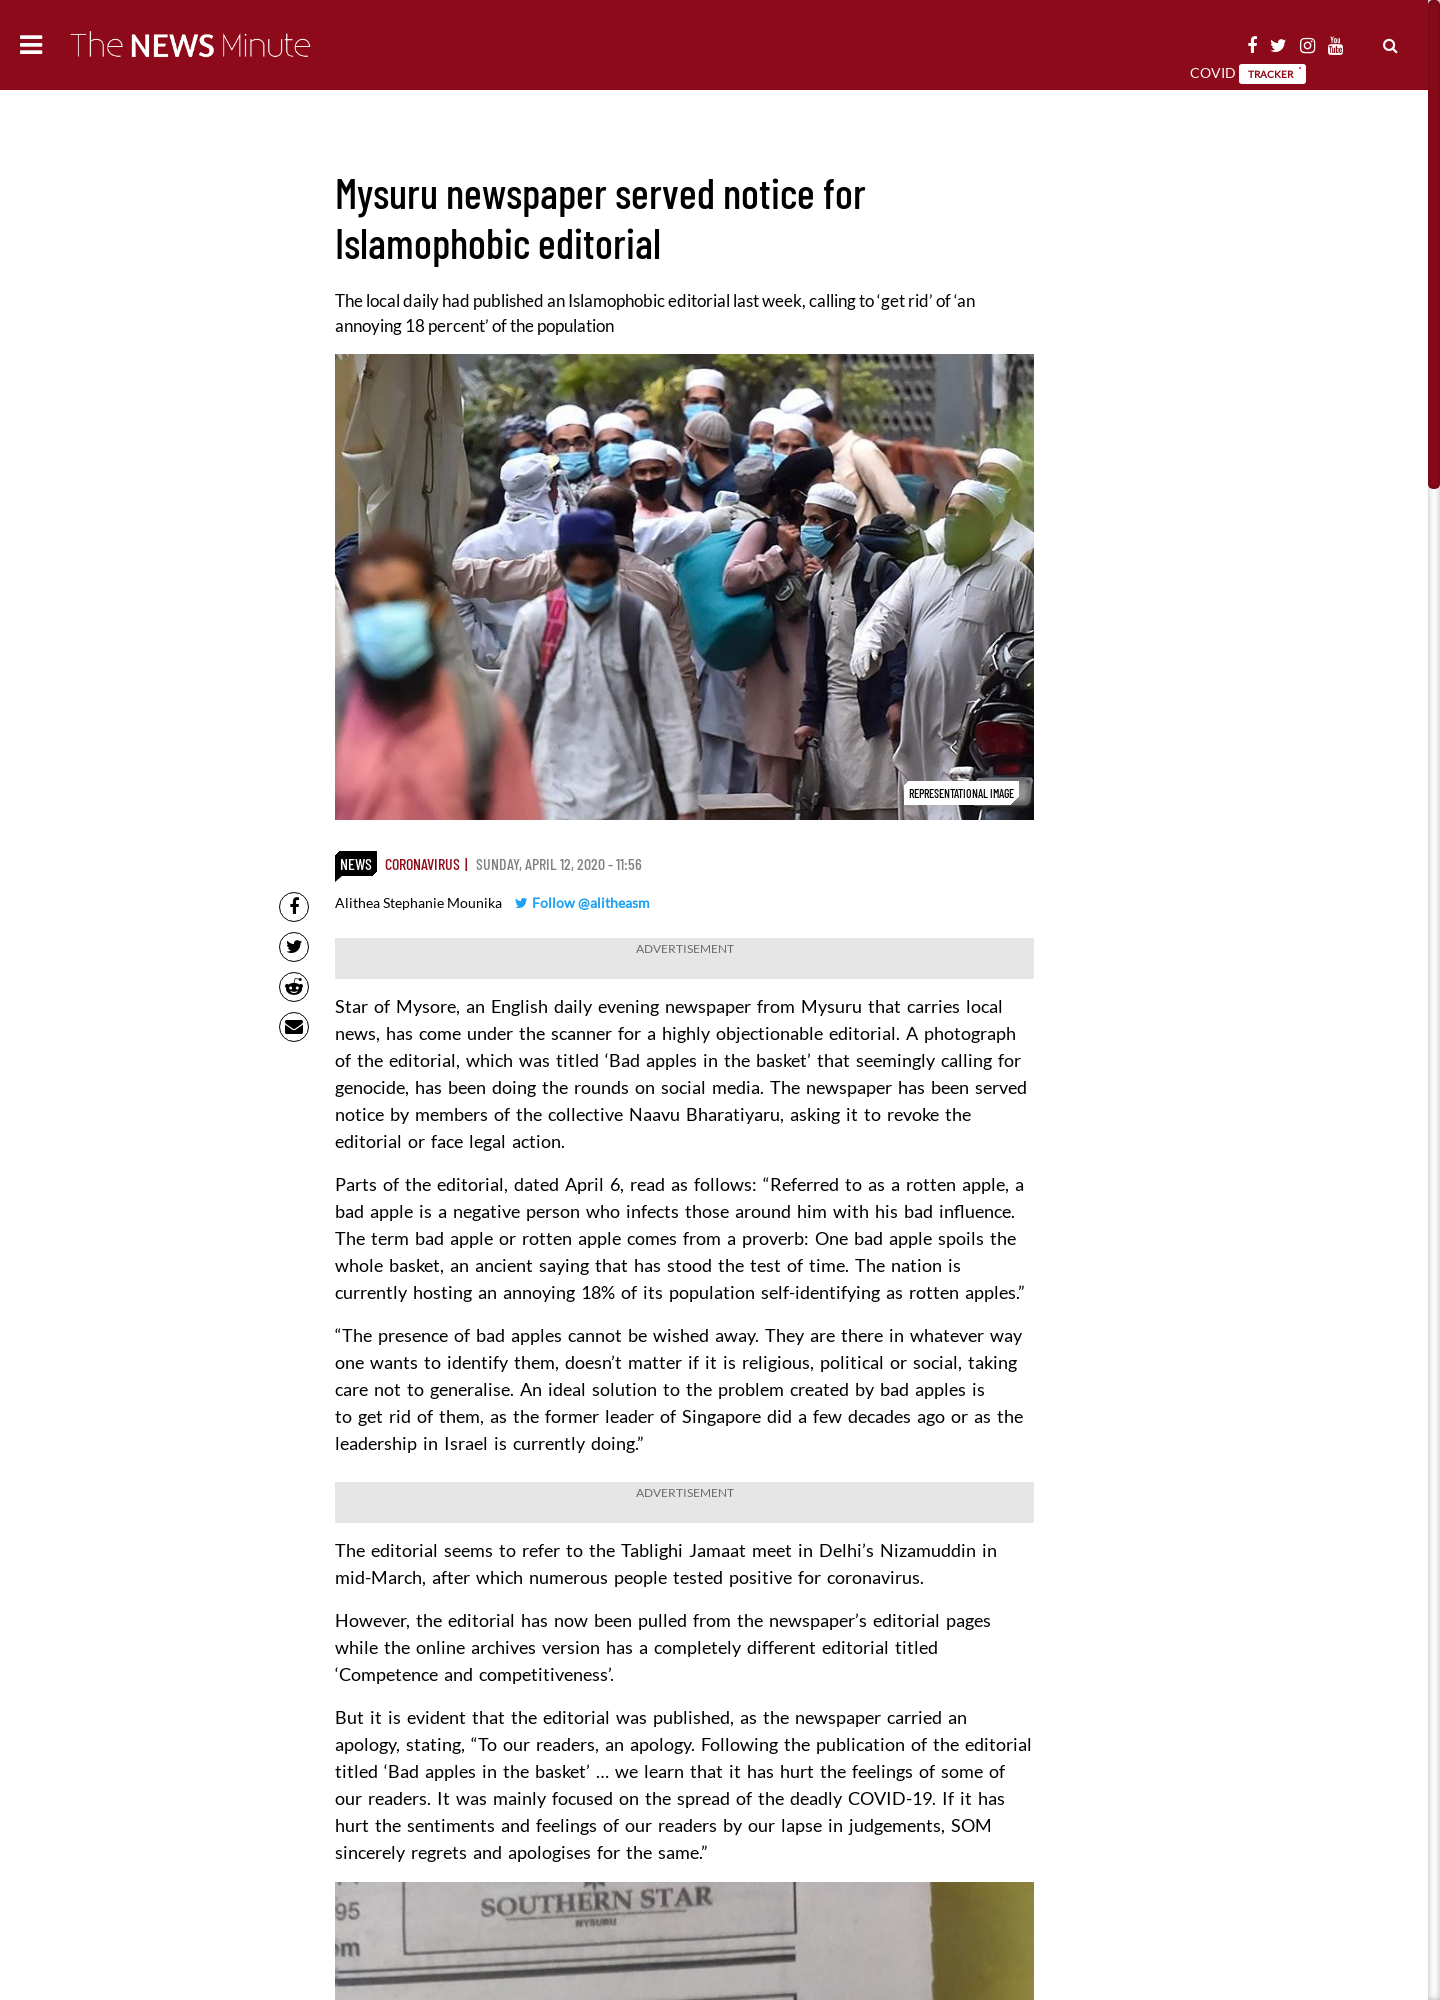 The NEWS Minute
You
Tube
COVID TRACKER
Mysuru newspaper served notice for
Islamophobic editorial
The local daily had published an Islamophobic editorial last week, calling to ‘get rid’ of ‘an
annoying 18 percent’ of the population
REPRESENTATIONAL IMAGE
NEWS CORONAVIRUS | SUNDAY, APRIL 12, 2020 - 11:56
Alithea Stephanie Mounika Follow @alitheasm
ADVERTISEMENT
Star of Mysore, an English daily evening newspaper from Mysuru that carries local
news, has come under the scanner for a highly objectionable editorial. A photograph
of the editorial, which was titled ‘Bad apples in the basket’ that seemingly calling for
genocide, has been doing the rounds on social media. The newspaper has been served
notice by members of the collective Naavu Bharatiyaru, asking it to revoke the
editorial or face legal action.
Parts of the editorial, dated April 6, read as follows: “Referred to as a rotten apple, a
bad apple is a negative person who infects those around him with his bad influence.
The term bad apple or rotten apple comes from a proverb: One bad apple spoils the
whole basket, an ancient saying that has stood the test of time. The nation is
currently hosting an annoying 18% of its population self-identifying as rotten apples.”
“The presence of bad apples cannot be wished away. They are there in whatever way
one wants to identify them, doesn’t matter if it is religious, political or social, taking
care not to generalise. An ideal solution to the problem created by bad apples is
to get rid of them, as the former leader of Singapore did a few decades ago or as the
leadership in Israel is currently doing.”
ADVERTISEMENT
The editorial seems to refer to the Tablighi Jamaat meet in Delhi’s Nizamuddin in
mid-March, after which numerous people tested positive for coronavirus.
However, the editorial has now been pulled from the newspaper’s editorial pages
while the online archives version has a completely different editorial titled
‘Competence and competitiveness’.
But it is evident that the editorial was published, as the newspaper carried an
apology, stating, “To our readers, an apology. Following the publication of the editorial
titled ‘Bad apples in the basket’ … we learn that it has hurt the feelings of some of
our readers. It was mainly focused on the spread of the deadly COVID-19. If it has
hurt the sentiments and feelings of our readers by our lapse in judgements, SOM
sincerely regrets and apologises for the same.”
SOUTHERN STAR
95
MYSURU
om